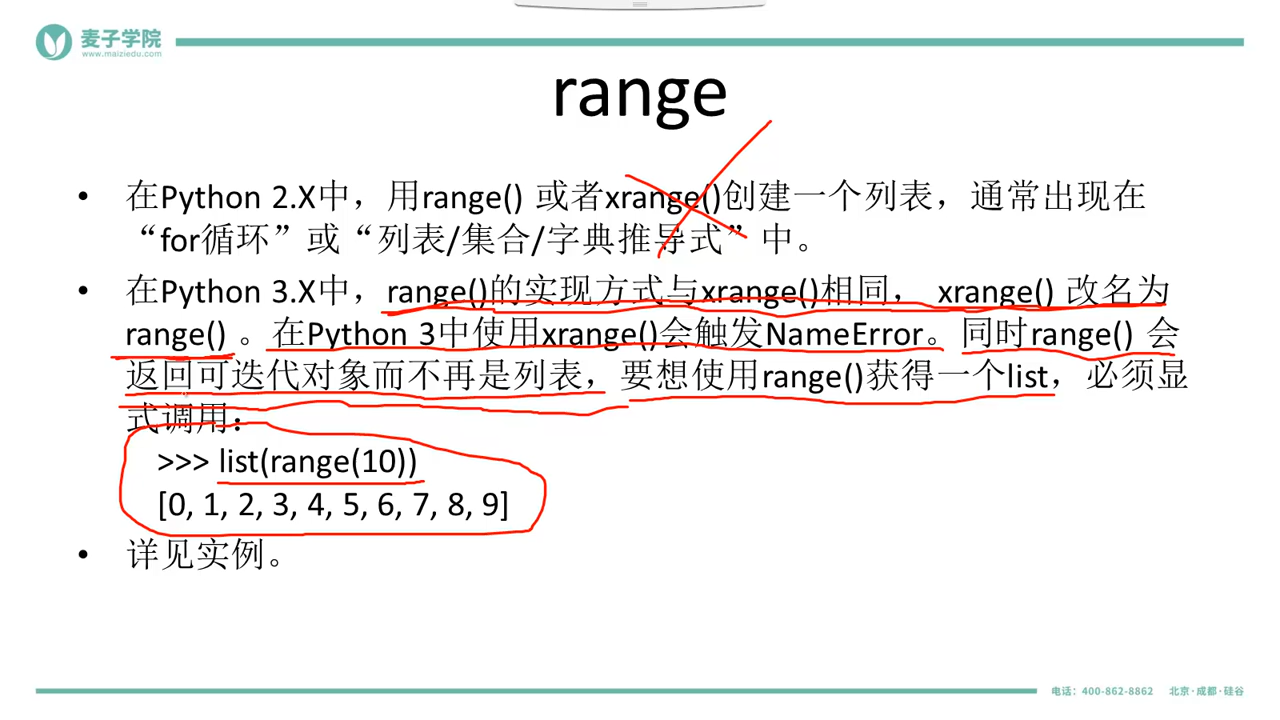 麦子学院
www.maiziedu.com
range
• 在Python 2.X中，用range() 或者xrange()创建一个列表，通常出现在
“for循环”或“列表/集合/字典推导式”中。
• 在Python 3.X中，range()的实现方式与xrange()相同， xrange() 改名为
range() 。在Python 3中使用xrange()会触发NameError。同时range() 会
返回可迭代对象而不再是列表，要想使用range()获得一个list，必须显
式调用：
>>> list(range(10))
[0, 1, 2, 3, 4, 5, 6, 7, 8, 9]
• 详见实例。
电话：400-862-8862 北京·成都·硅谷